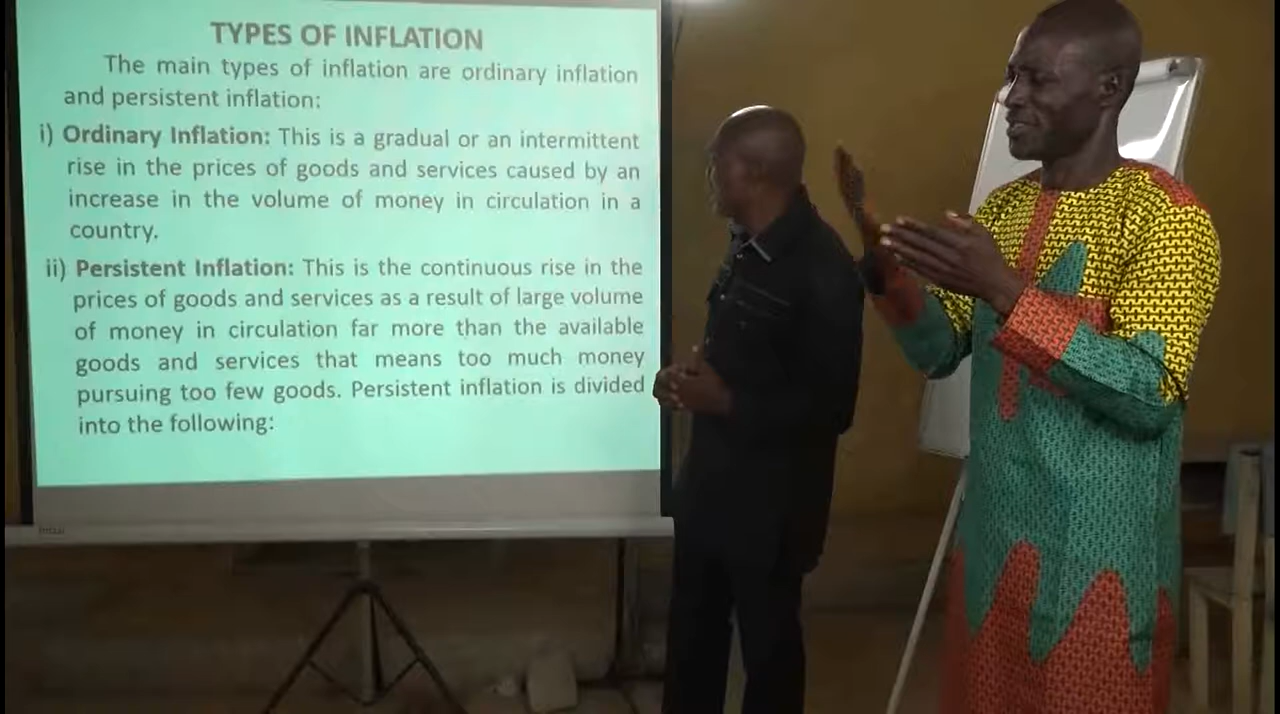 TYPES OF INFLATION
The main types of inflation are ordinary inflation
and persistent inflation:
i) Ordinary Inflation: This is a gradual or an intermittent
rise in the prices of goods and services caused by an
increase in the volume of money in circulation in a
country.
ii) Persistent Inflation: This is the continuous rise in the
prices of goods and services as a result of large volume
of money in circulation far more than the available
goods and services that means too much money
pursuing too few goods. Persistent inflation is divided
into the following: